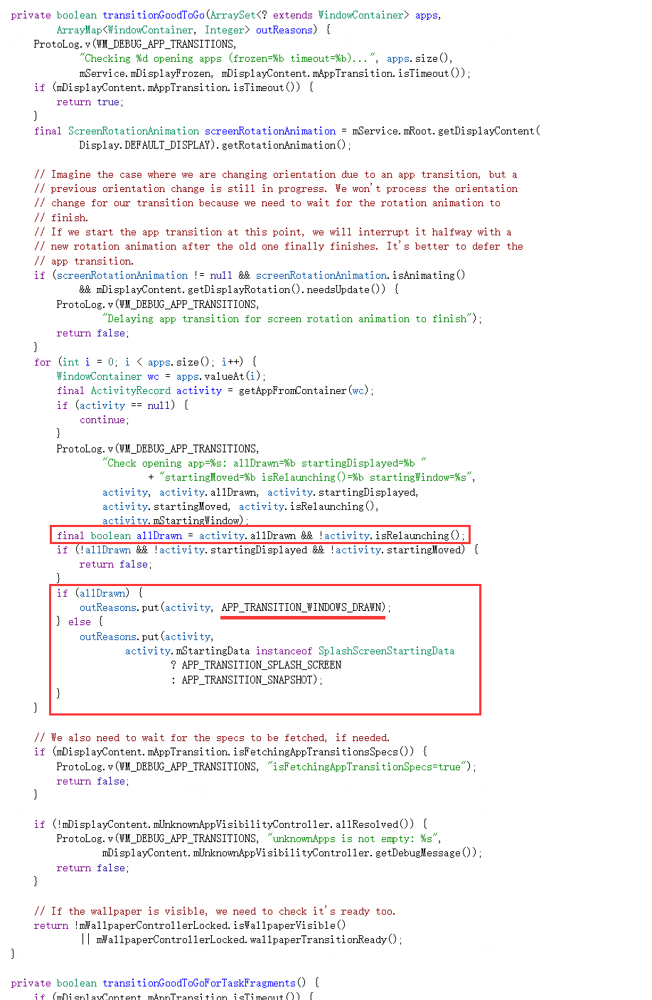 private boolean transitionGoodToGo(ArraySet<? extends WindowContainer> apps,
        ArrayMap<WindowContainer, Integer> outReasons) {
    ProtoLog.v(WM_DEBUG_APP_TRANSITIONS,
            "Checking %d opening apps (frozen=%b timeout=%b)...", apps.size(),
            mService.mDisplayFrozen, mDisplayContent.mAppTransition.isTimeout());
    if (mDisplayContent.mAppTransition.isTimeout()) {
        return true;
    }
    final ScreenRotationAnimation screenRotationAnimation = mService.mRoot.getDisplayContent(
            Display.DEFAULT_DISPLAY).getRotationAnimation();

    // Imagine the case where we are changing orientation due to an app transition, but a
    // previous orientation change is still in progress. We won't process the orientation
    // change for our transition because we need to wait for the rotation animation to
    // finish.
    // If we start the app transition at this point, we will interrupt it halfway with a
    // new rotation animation after the old one finally finishes. It's better to defer the
    // app transition.
    if (screenRotationAnimation != null && screenRotationAnimation.isAnimating()
            && mDisplayContent.getDisplayRotation().needsUpdate()) {
        ProtoLog.v(WM_DEBUG_APP_TRANSITIONS,
                "Delaying app transition for screen rotation animation to finish");
        return false;
    }
    for (int i = 0; i < apps.size(); i++) {
        WindowContainer wc = apps.valueAt(i);
        final ActivityRecord activity = getAppFromContainer(wc);
        if (activity == null) {
            continue;
        }
        ProtoLog.v(WM_DEBUG_APP_TRANSITIONS,
                "Check opening app=%s: allDrawn=%b startingDisplayed=%b "
                        + "startingMoved=%b isRelaunching()=%b startingWindow=%s",
                activity, activity.allDrawn, activity.startingDisplayed,
                activity.startingMoved, activity.isRelaunching(),
                activity.mStartingWindow);
        final boolean allDrawn = activity.allDrawn && !activity.isRelaunching();
        if (!allDrawn && !activity.startingDisplayed && !activity.startingMoved) {
            return false;
        }
        if (allDrawn) {
            outReasons.put(activity, APP_TRANSITION_WINDOWS_DRAWN);
        } else {
            outReasons.put(activity,
                    activity.mStartingData instanceof SplashScreenStartingData
                            ? APP_TRANSITION_SPLASH_SCREEN
                            : APP_TRANSITION_SNAPSHOT);
        }
    }

    // We also need to wait for the specs to be fetched, if needed.
    if (mDisplayContent.mAppTransition.isFetchingAppTransitionsSpecs()) {
        ProtoLog.v(WM_DEBUG_APP_TRANSITIONS, "isFetchingAppTransitionSpecs=true");
        return false;
    }

    if (!mDisplayContent.mUnknownAppVisibilityController.allResolved()) {
        ProtoLog.v(WM_DEBUG_APP_TRANSITIONS, "unknownApps is not empty: %s",
                mDisplayContent.mUnknownAppVisibilityController.getDebugMessage());
        return false;
    }

    // If the wallpaper is visible, we need to check it's ready too.
    return !mWallpaperControllerLocked.isWallpaperVisible()
            || mWallpaperControllerLocked.wallpaperTransitionReady();
}

private boolean transitionGoodToGoForTaskFragments() {
    if (mDisplayContent.mAppTransition.isTimeout()) {